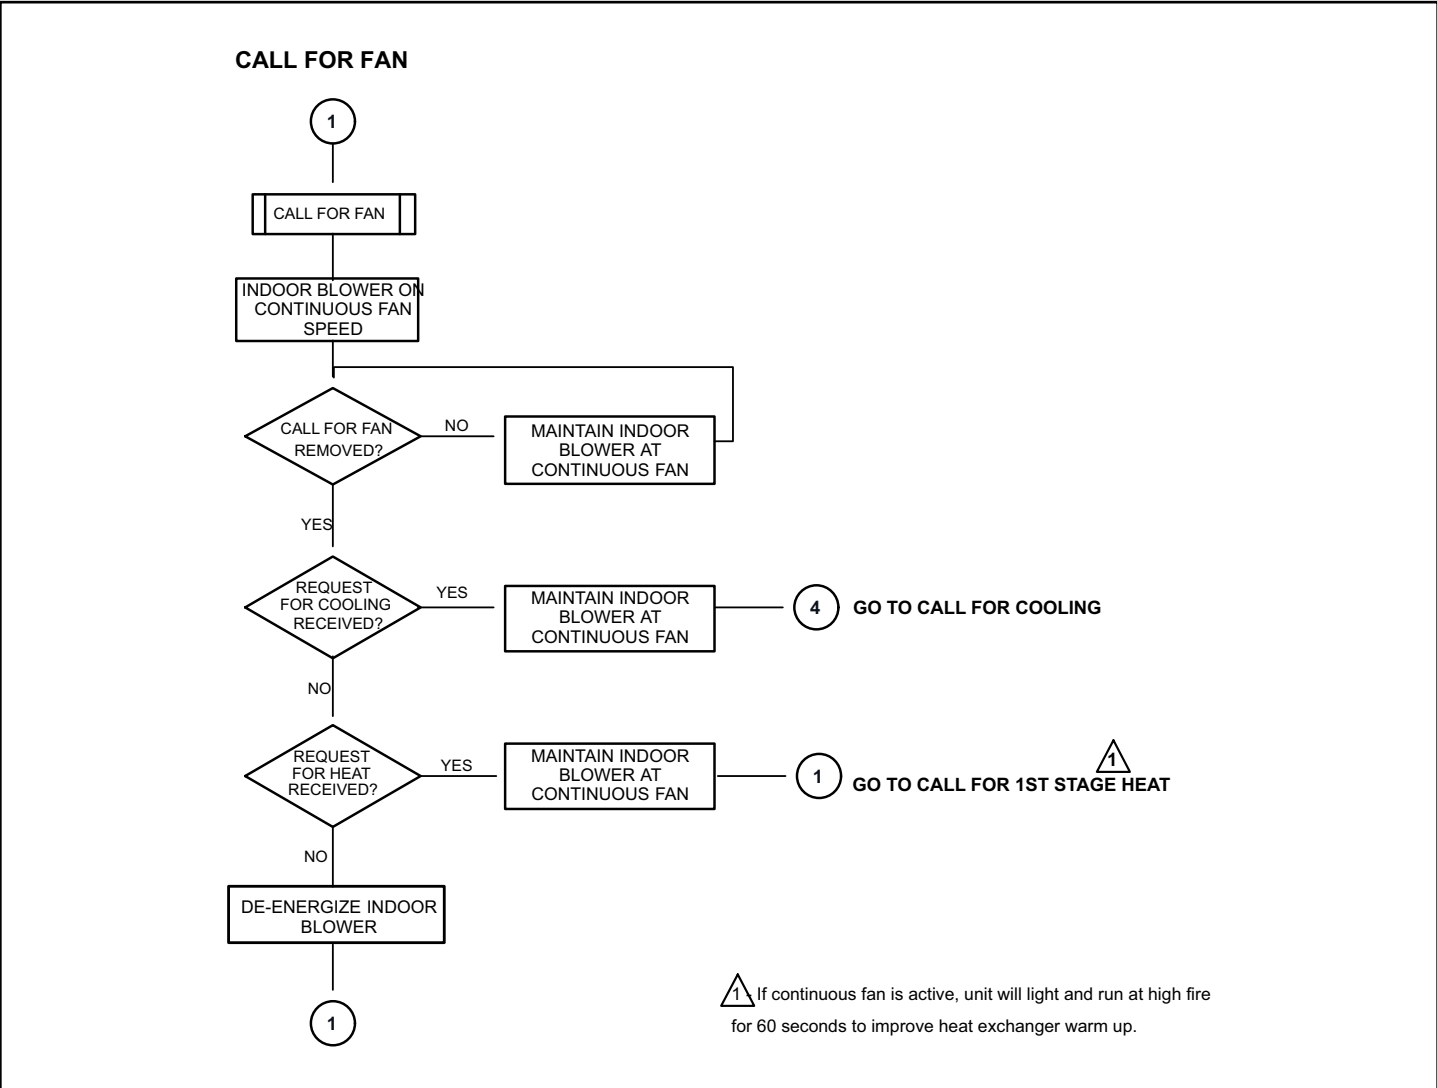 CALL FOR FAN
1
CALL FOR FAN
INDOOR BLOWER ON
CONTINUOUS FAN
SPEED
CALL FOR FAN
REMOVED?
NO
MAINTAIN INDOOR
BLOWER AT
CONTINUOUS FAN
YES
REQUEST
FOR COOLING
RECEIVED?
YES
MAINTAIN INDOOR
BLOWER AT
CONTINUOUS FAN
4
GO TO CALL FOR COOLING
NO
REQUEST
FOR HEAT
RECEIVED?
YES
MAINTAIN INDOOR
BLOWER AT
CONTINUOUS FAN
1
1
GO TO CALL FOR 1ST STAGE HEAT
NO
DE-ENERGIZE INDOOR
BLOWER
1
1 - If continuous fan is active, unit will light and run at high fire
for 60 seconds to improve heat exchanger warm up.